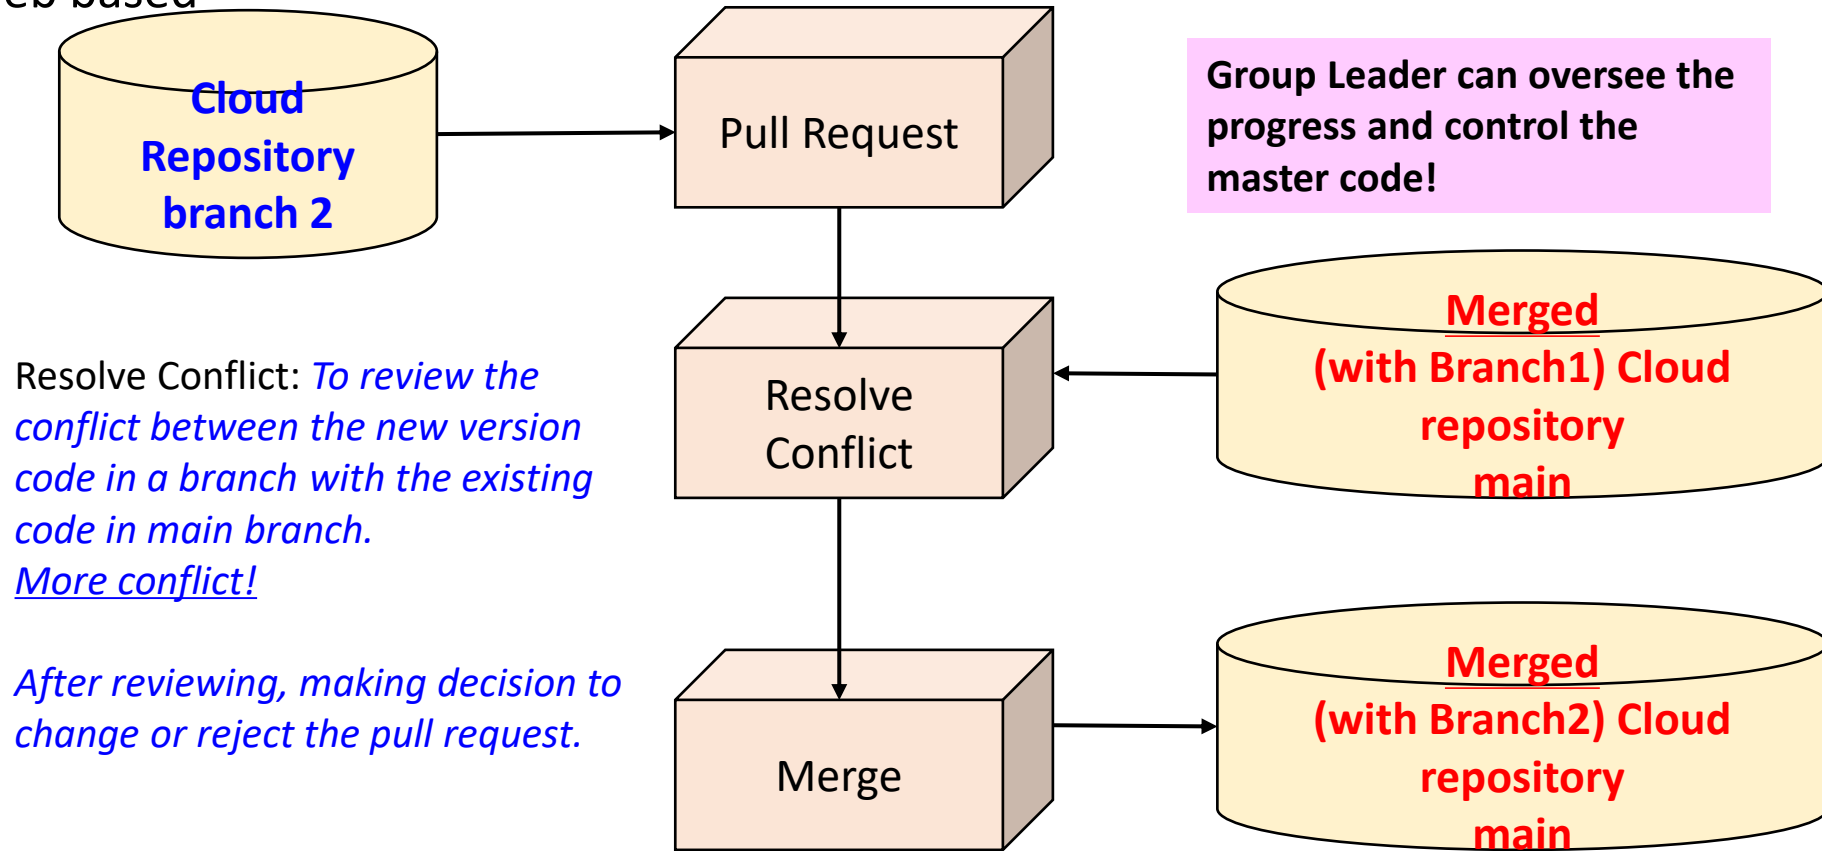 eb based
Cloud
Repository
branch 2
Pull Request
Group Leader can oversee the
progress and control the
master code!
Resolve Conflict: To review the
conflict between the new version
code in a branch with the existing
code in main branch.
More conflict!
After reviewing, making decision to
change or reject the pull request.
Resolve
Conflict
Merged
(with Branch1) Cloud
repository
main
Merge
Merged
(with Branch2) Cloud
repository
main